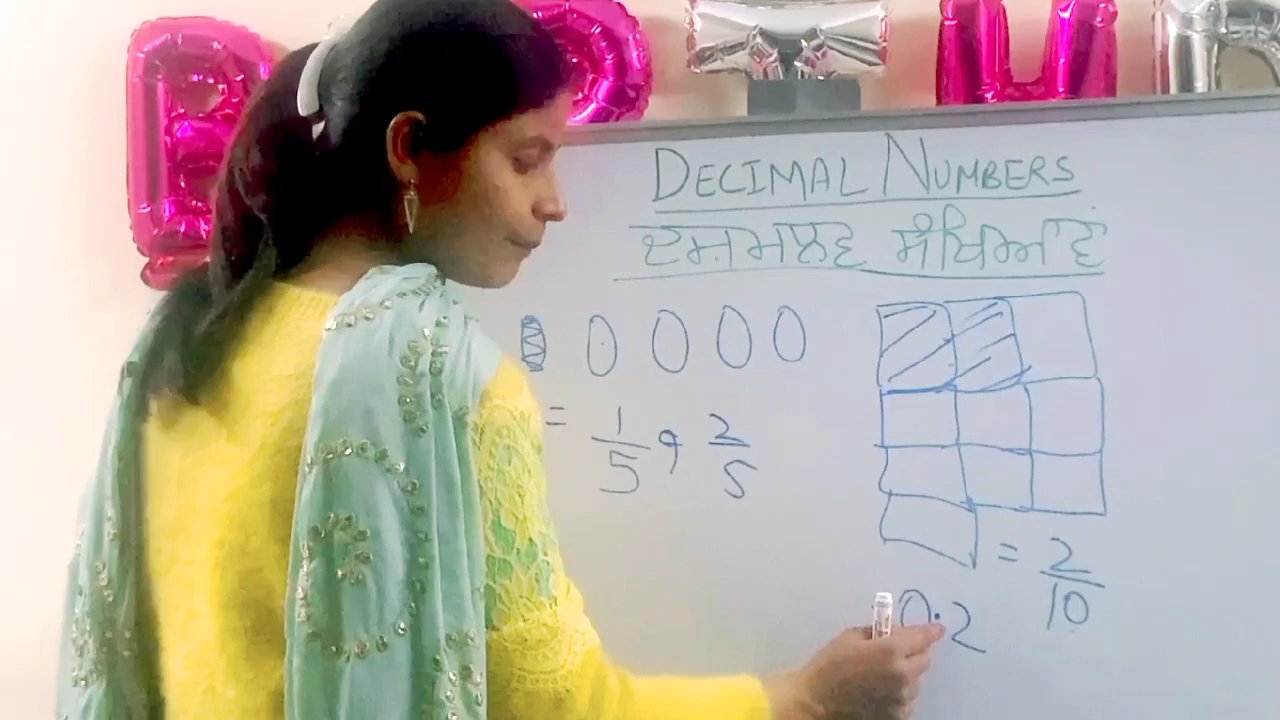 DECIMAL NUMBERS
ਦਸ਼ਮਲਵ ਸੰਖਿਆਵਾਂ
= 1/5, 2/5
= 2/10
0.2